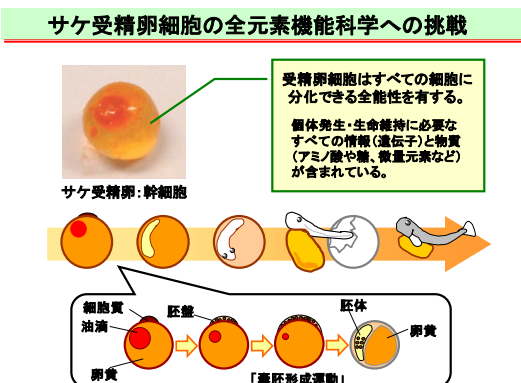 サケ受精卵細胞の全元素機能科学への挑戦
受精卵細胞はすべての細胞に
分化できる全能性を有する。
個体発生・生命維持に必要な
すべての情報(遺伝子)と物質
(アミノ酸や糖、微量元素など)
が含まれている。
サケ受精卵:幹細胞
細胞質
油滴
卵黄
胚盤
胚体
卵黄
「嚢胚形成運動」